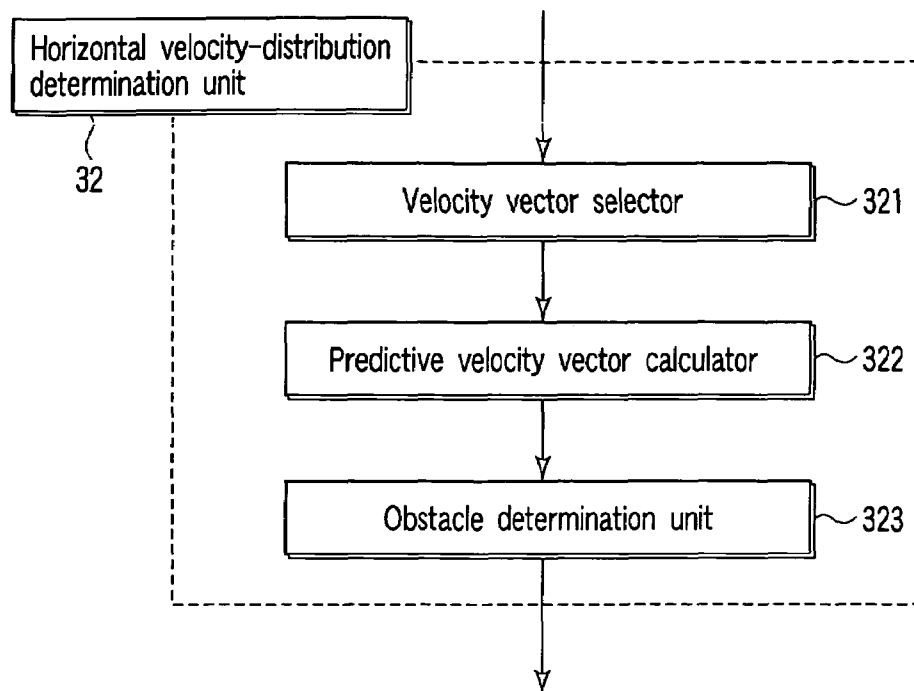 Horizontal velocity-distribution
determination unit
32
Velocity vector selector
321
Predictive velocity vector calculator
322
Obstacle determination unit
323